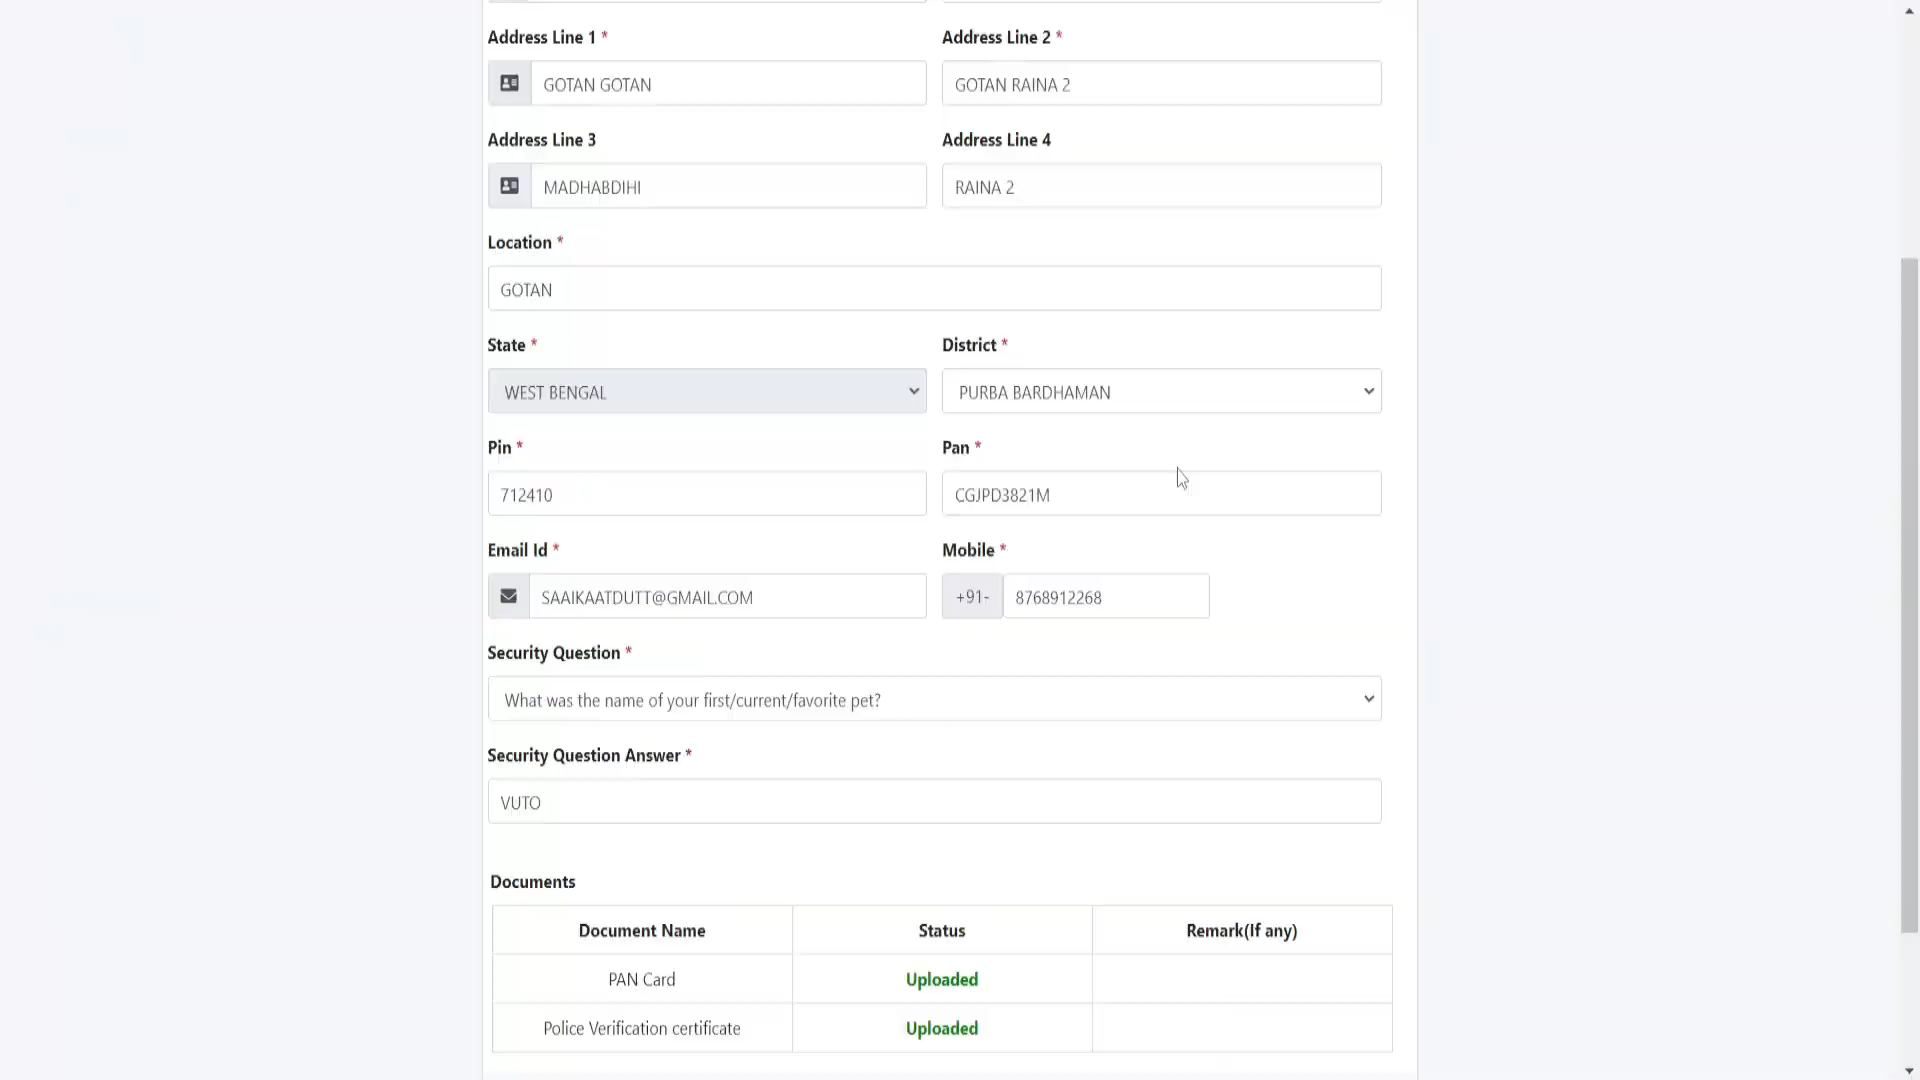 Address Line 1 * Address Line 2 *
GOTAN GOTAN GOTAN RAINA 2
Address Line 3 Address Line 4
MADHABDIHI RAINA 2
Location *
GOTAN
State * District *
WEST BENGAL PURBA BARDHAMAN
Pin * Pan *
712410 CGJPD3821M
Email Id * Mobile *
SAAIKAATDUTT@GMAIL.COM +91- 8768912268
Security Question *
What was the name of your first/current/favorite pet?
Security Question Answer *
VUTO
Documents
Document Name Status Remark(If any)
PAN Card Uploaded
Police Verification certificate Uploaded